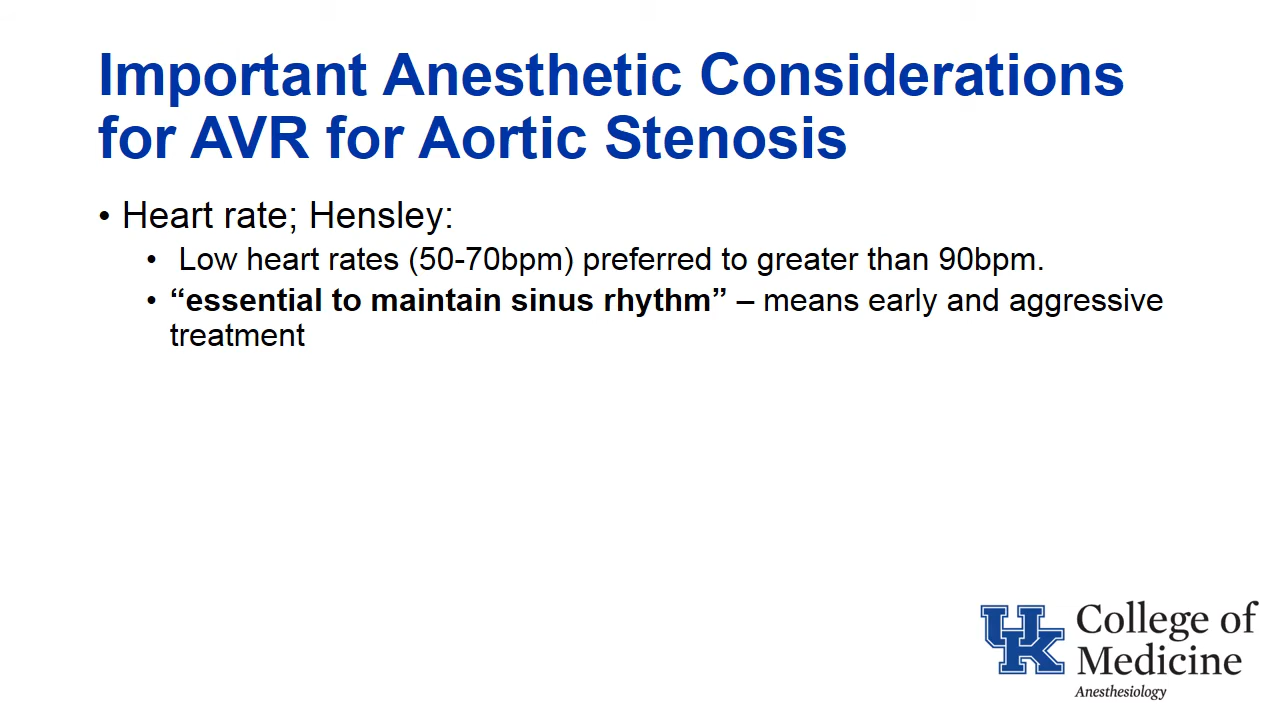 Important Anesthetic Considerations
for AVR for Aortic Stenosis
• Heart rate; Hensley:
• Low heart rates (50-70bpm) preferred to greater than 90bpm.
• “essential to maintain sinus rhythm” – means early and aggressive
treatment
UK
College of
Medicine
Anesthesiology